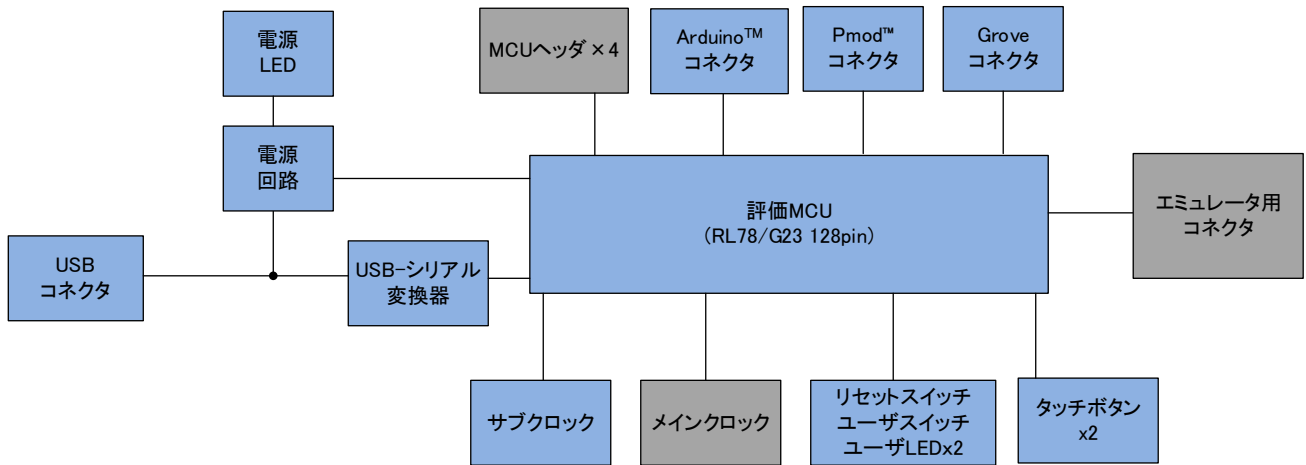 電源
LED
MCUヘッダ×4
Arduino™
コネクタ
Pmod™
コネクタ
Grove
コネクタ
電源
回路
評価MCU
(RL78/G23 128pin)
エミュレータ用
コネクタ
USB
コネクタ
USB-シリアル
変換器
サブクロック
メインクロック
リセットスイッチ
ユーザスイッチ
ユーザLEDx2
タッチボタン
x2